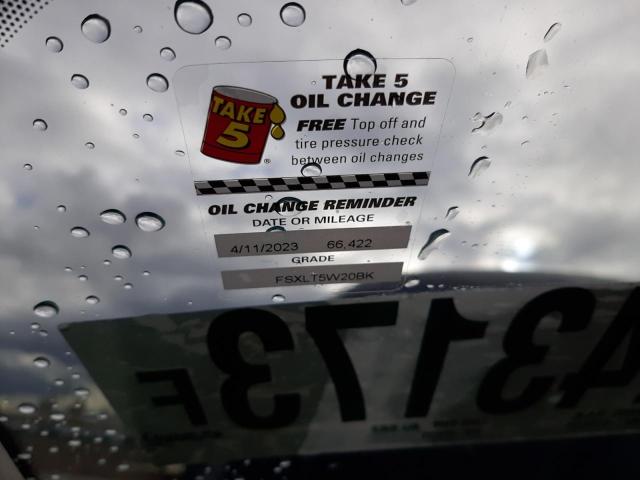 TAKE 5
OIL CHANGE
TAKE
5
®
FREE Top off and
tire pressure check
between oil changes
OIL CHANGE REMINDER
DATE OR MILEAGE
4/11/2023 66,422
GRADE
FSXLT5W20BK
43173F